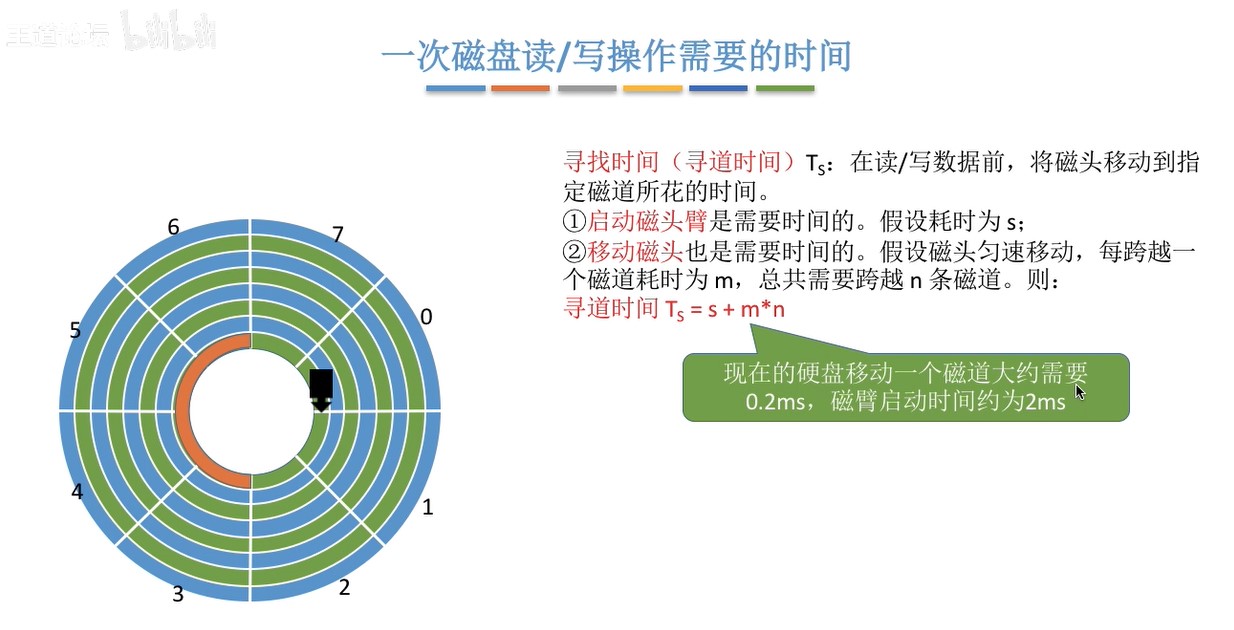 王道论坛 bilibili
一次磁盘读/写操作需要的时间
寻找时间（寻道时间）TS：在读/写数据前，将磁头移动到指
定磁道所花的时间。
①启动磁头臂是需要时间的。假设耗时为 s；
②移动磁头也是需要时间的。假设磁头匀速移动，每跨越一
个磁道耗时为 m，总共需要跨越 n 条磁道。则：
寻道时间 TS = s + m*n
现在的硬盘移动一个磁道大约需要
0.2ms，磁臂启动时间约为2ms
6
7
5
0
4
1
3
2